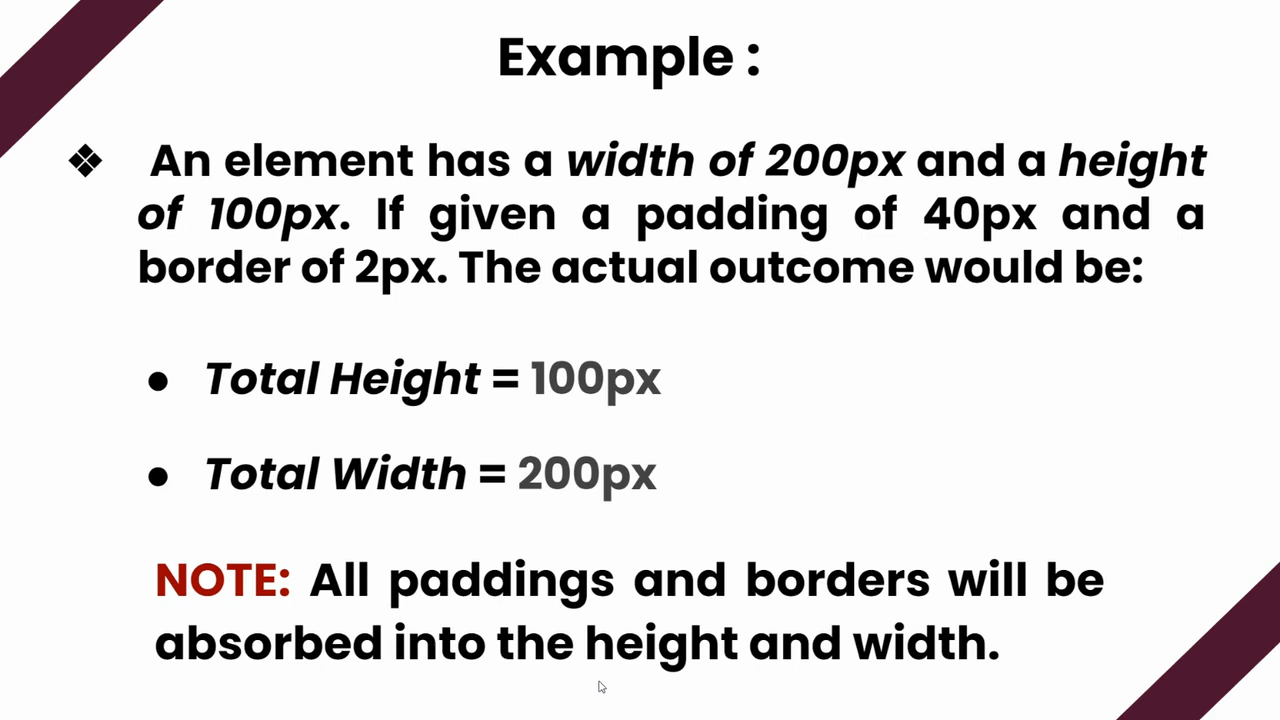 Example :
❖ An element has a width of 200px and a height
of 100px. If given a padding of 40px and a
border of 2px. The actual outcome would be:
● Total Height = 100px
● Total Width = 200px
NOTE: All paddings and borders will be
absorbed into the height and width.